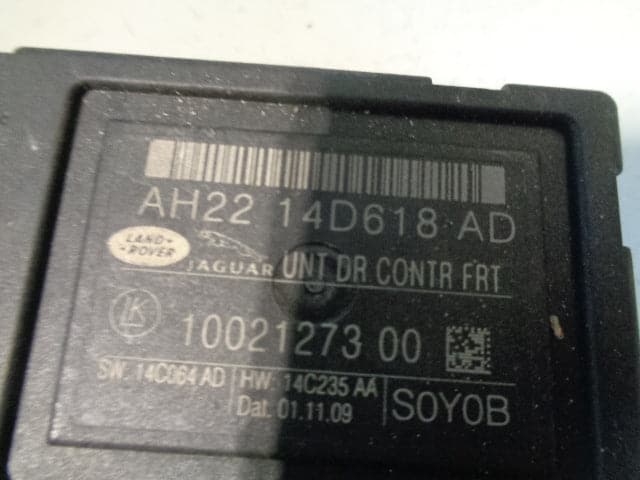 AH22 14D618 AD
LAND-
-ROVER
JAGUAR UNT DR CONTR FRT
LK 10021273 00
SW: 14C064 AD HW: 14C235 AA
Dat. 01.11.09
SOYOB